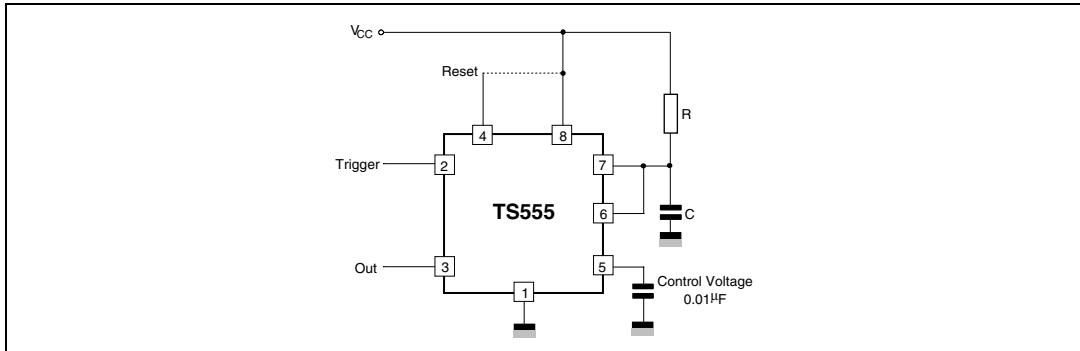 VCC
Reset
R
4
8
Trigger
2
7
TS555
6
C
Out
3
5
Control Voltage
0.01µF
1